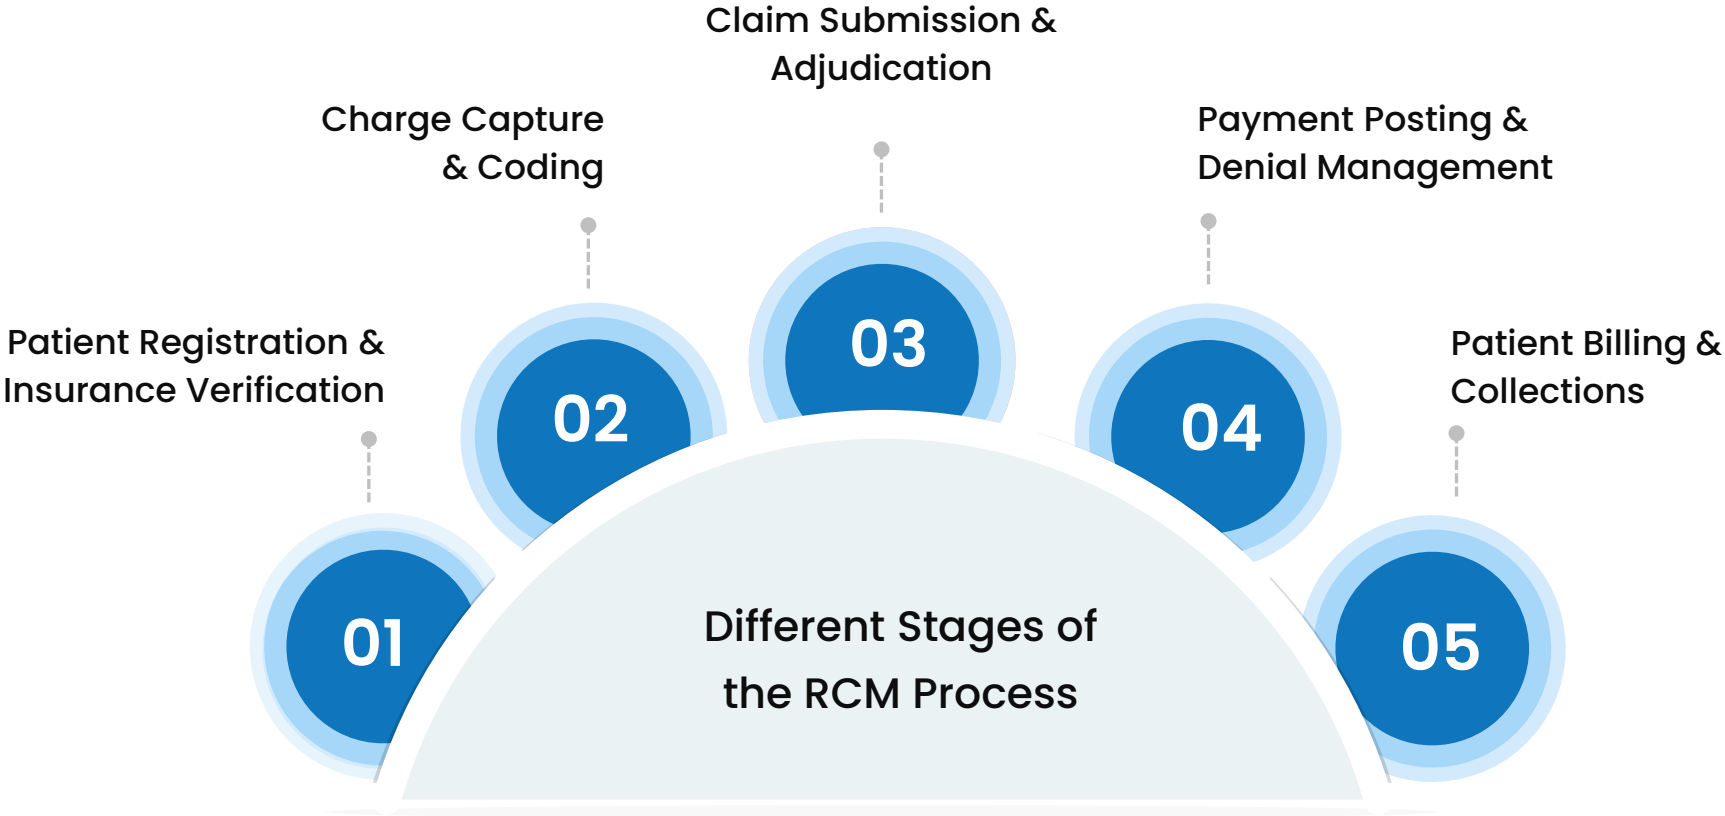 Claim Submission &
Adjudication
Charge Capture
& Coding
Payment Posting &
Denial Management
Patient Registration &
Insurance Verification
Patient Billing &
Collections
03
02
04
01
05
Different Stages of
the RCM Process